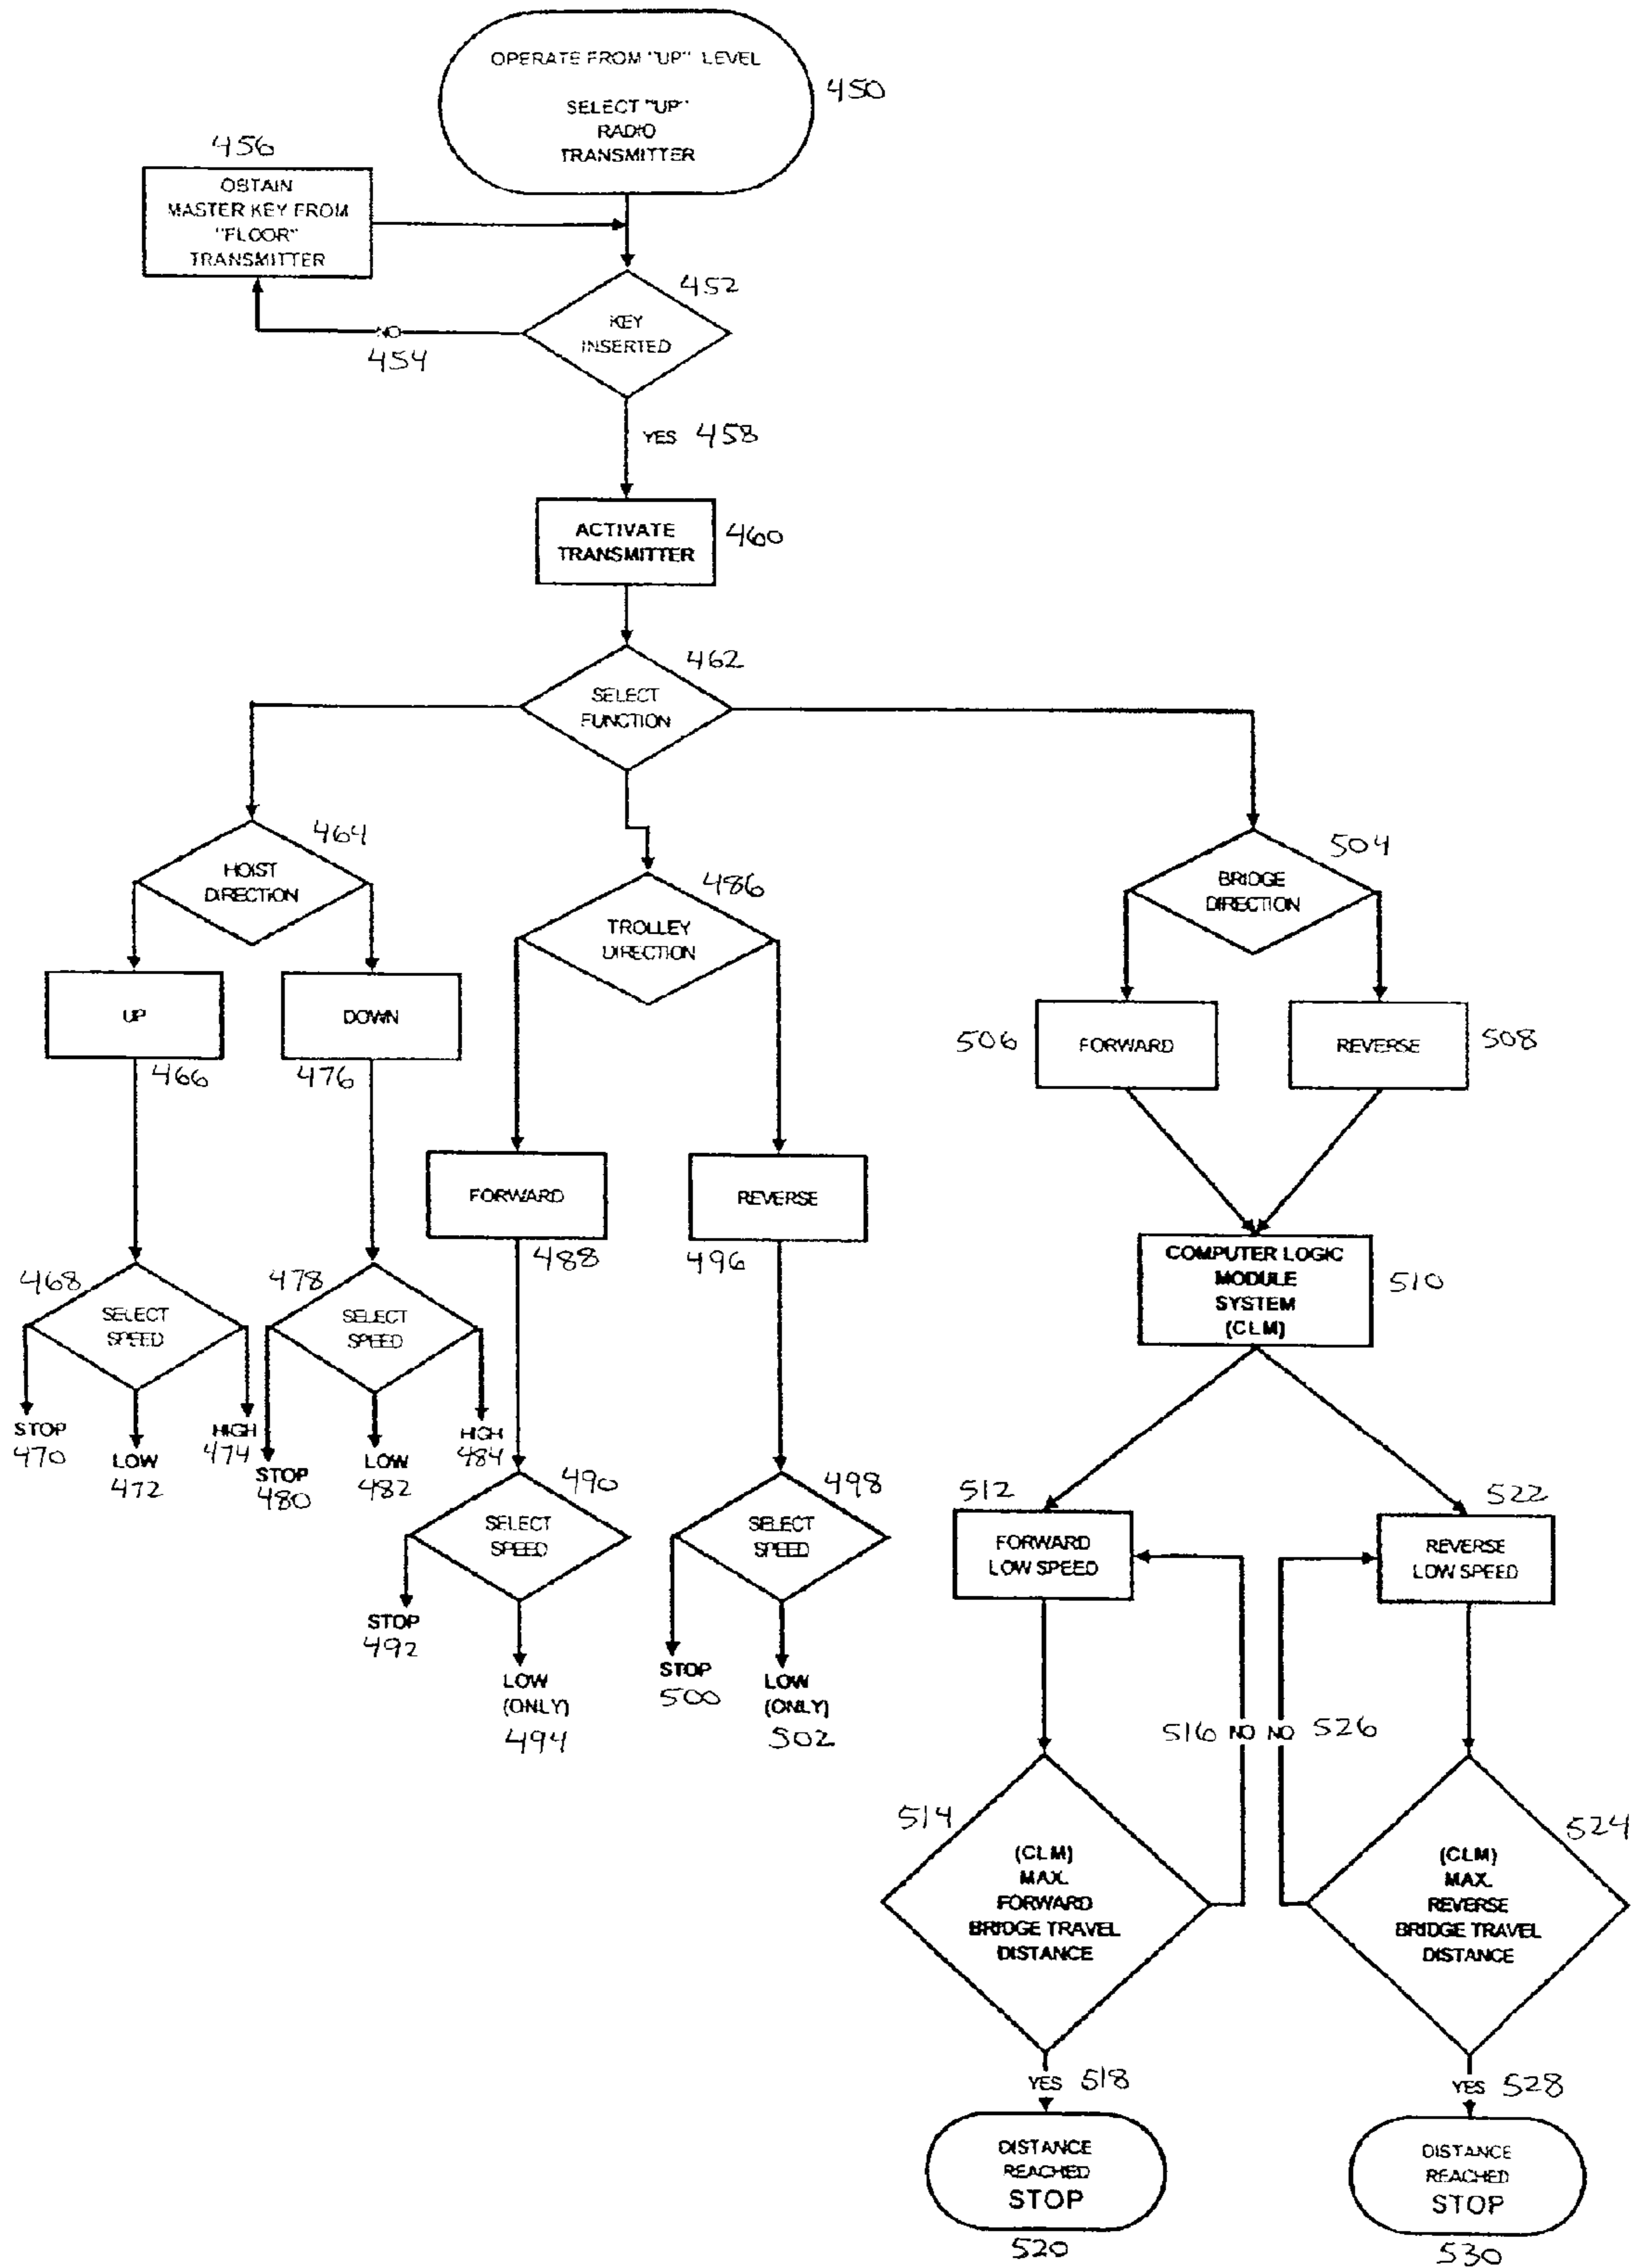 OPERATE FROM "UP" LEVEL
SELECT "UP"
RADIO
TRANSMITTER
450
456
OBTAIN
MASTER KEY FROM
"FLOOR"
TRANSMITTER
452
KEY
INSERTED
NO
454
YES 458
ACTIVATE
TRANSMITTER
460
462
SELECT
FUNCTION
464
HOIST
DIRECTION
486
TROLLEY
DIRECTION
504
BRIDGE
DIRECTION
UP
466
DOWN
476
506
FORWARD
REVERSE
508
FORWARD
488
REVERSE
496
COMPUTER LOGIC
MODULE
SYSTEM
(CLM)
510
468
SELECT
SPEED
478
SELECT
SPEED
STOP
470
LOW
472
HIGH
474
STOP
480
LOW
482
HIGH
484
490
SELECT
SPEED
498
SELECT
SPEED
STOP
492
LOW
(ONLY)
494
STOP
500
LOW
(ONLY)
502
512
FORWARD
LOW SPEED
522
REVERSE
LOW SPEED
516 NO NO 526
514
(CLM)
MAX.
FORWARD
BRIDGE TRAVEL
DISTANCE
524
(CLM)
MAX.
REVERSE
BRIDGE TRAVEL
DISTANCE
YES 518
YES 528
DISTANCE
REACHED
STOP
520
DISTANCE
REACHED
STOP
530